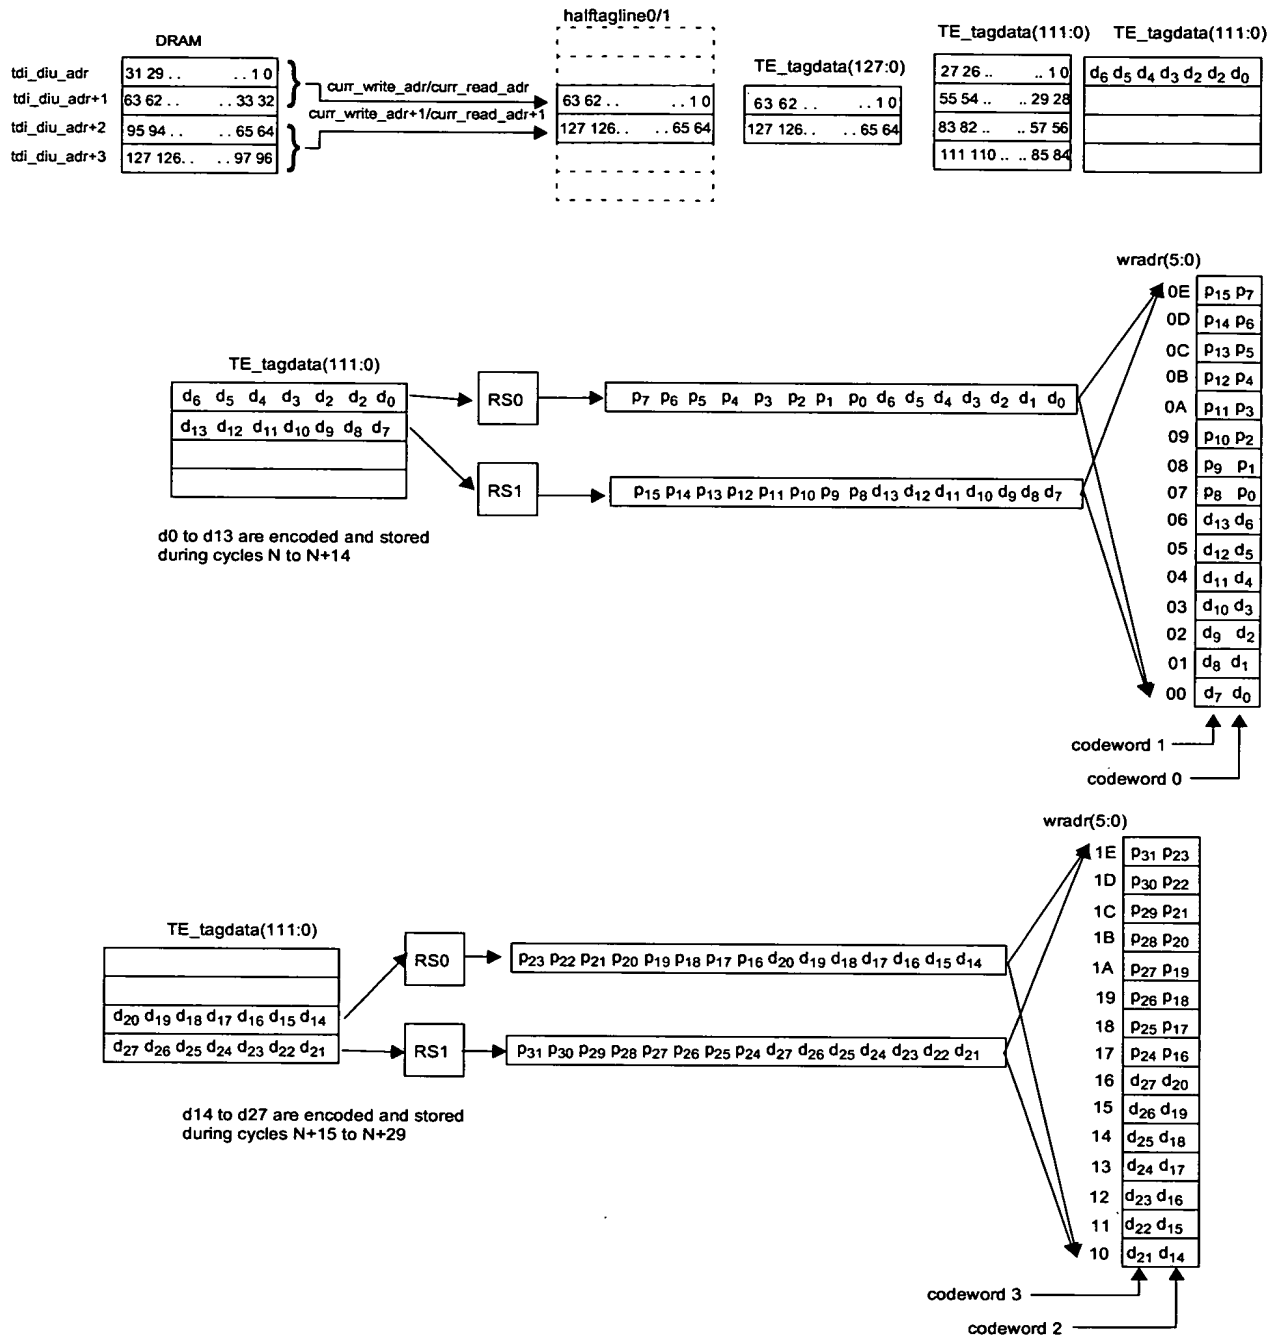 halftagline0/1
DRAM
tdi_diu_adr
31 29 . . . . 1 0
tdi_diu_adr+1
63 62 . . . . 33 32
tdi_diu_adr+2
95 94 . . . . 65 64
tdi_diu_adr+3
127 126. . . . 97 96
curr_write_adr/curr_read_adr
curr_write_adr+1/curr_read_adr+1
63 62 . . . . 1 0
127 126. . . . 65 64
TE_tagdata(127:0)
63 62 . . . . 1 0
127 126. . . . 65 64
TE_tagdata(111:0)
27 26 .. .. 1 0
55 54 .. .. 29 28
83 82 .. .. 57 56
111 110 .. .. 85 84
TE_tagdata(111:0)
d6 d5 d4 d3 d2 d2 d0
TE_tagdata(111:0)
d6 d5 d4 d3 d2 d2 d0
d13 d12 d11 d10 d9 d8 d7
RS0
RS1
p7 p6 p5 p4 p3 p2 p1 p0 d6 d5 d4 d3 d2 d1 d0
p15 p14 p13 p12 p11 p10 p9 p8 d13 d12 d11 d10 d9 d8 d7
d0 to d13 are encoded and stored
during cycles N to N+14
wradr(5:0)
0E p15 p7
0D p14 p6
0C p13 p5
0B p12 p4
0A p11 p3
09 p10 p2
08 p9 p1
07 p8 p0
06 d13 d6
05 d12 d5
04 d11 d4
03 d10 d3
02 d9 d2
01 d8 d1
00 d7 d0
codeword 1
codeword 0
TE_tagdata(111:0)
d20 d19 d18 d17 d16 d15 d14
d27 d26 d25 d24 d23 d22 d21
RS0
RS1
p23 p22 p21 p20 p19 p18 p17 p16 d20 d19 d18 d17 d16 d15 d14
p31 p30 p29 p28 p27 p26 p25 p24 d27 d26 d25 d24 d23 d22 d21
d14 to d27 are encoded and stored
during cycles N+15 to N+29
wradr(5:0)
1E p31 p23
1D p30 p22
1C p29 p21
1B p28 p20
1A p27 p19
19 p26 p18
18 p25 p17
17 p24 p16
16 d27 d20
15 d26 d19
14 d25 d18
13 d24 d17
12 d23 d16
11 d22 d15
10 d21 d14
codeword 3
codeword 2